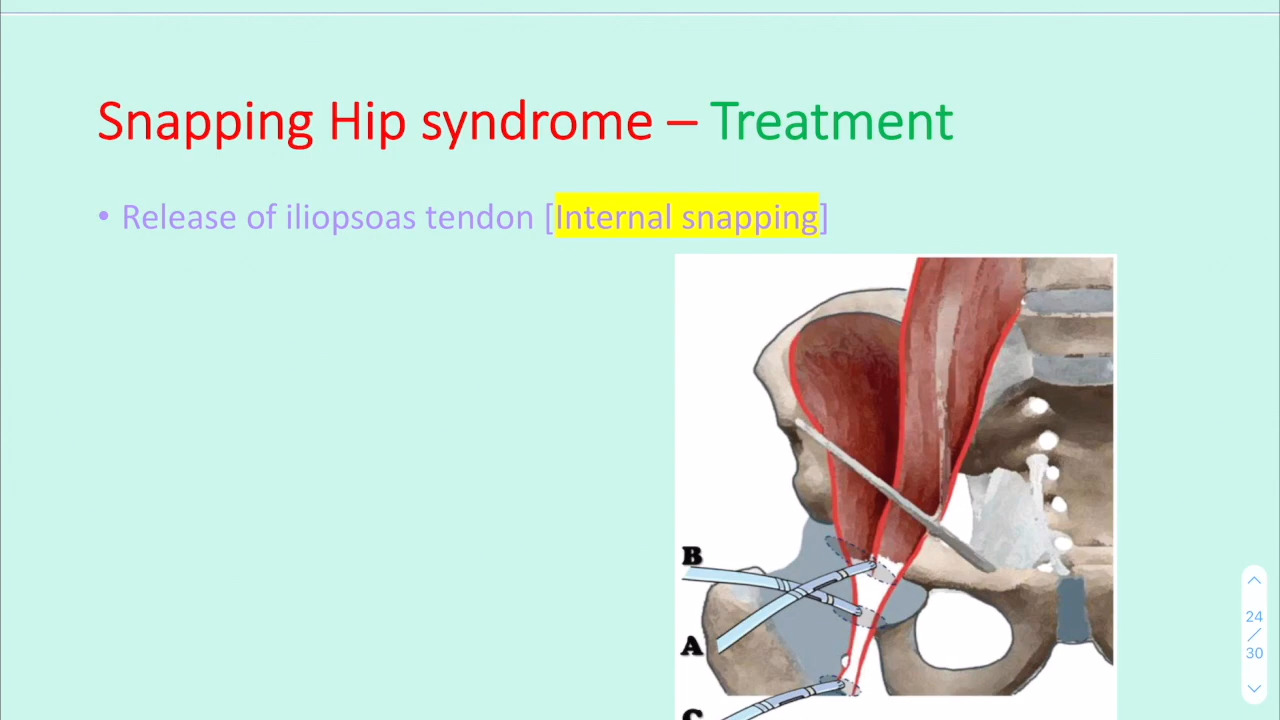 Snapping Hip syndrome – Treatment
• Release of iliopsoas tendon [Internal snapping]
B
A
C
24
/
30